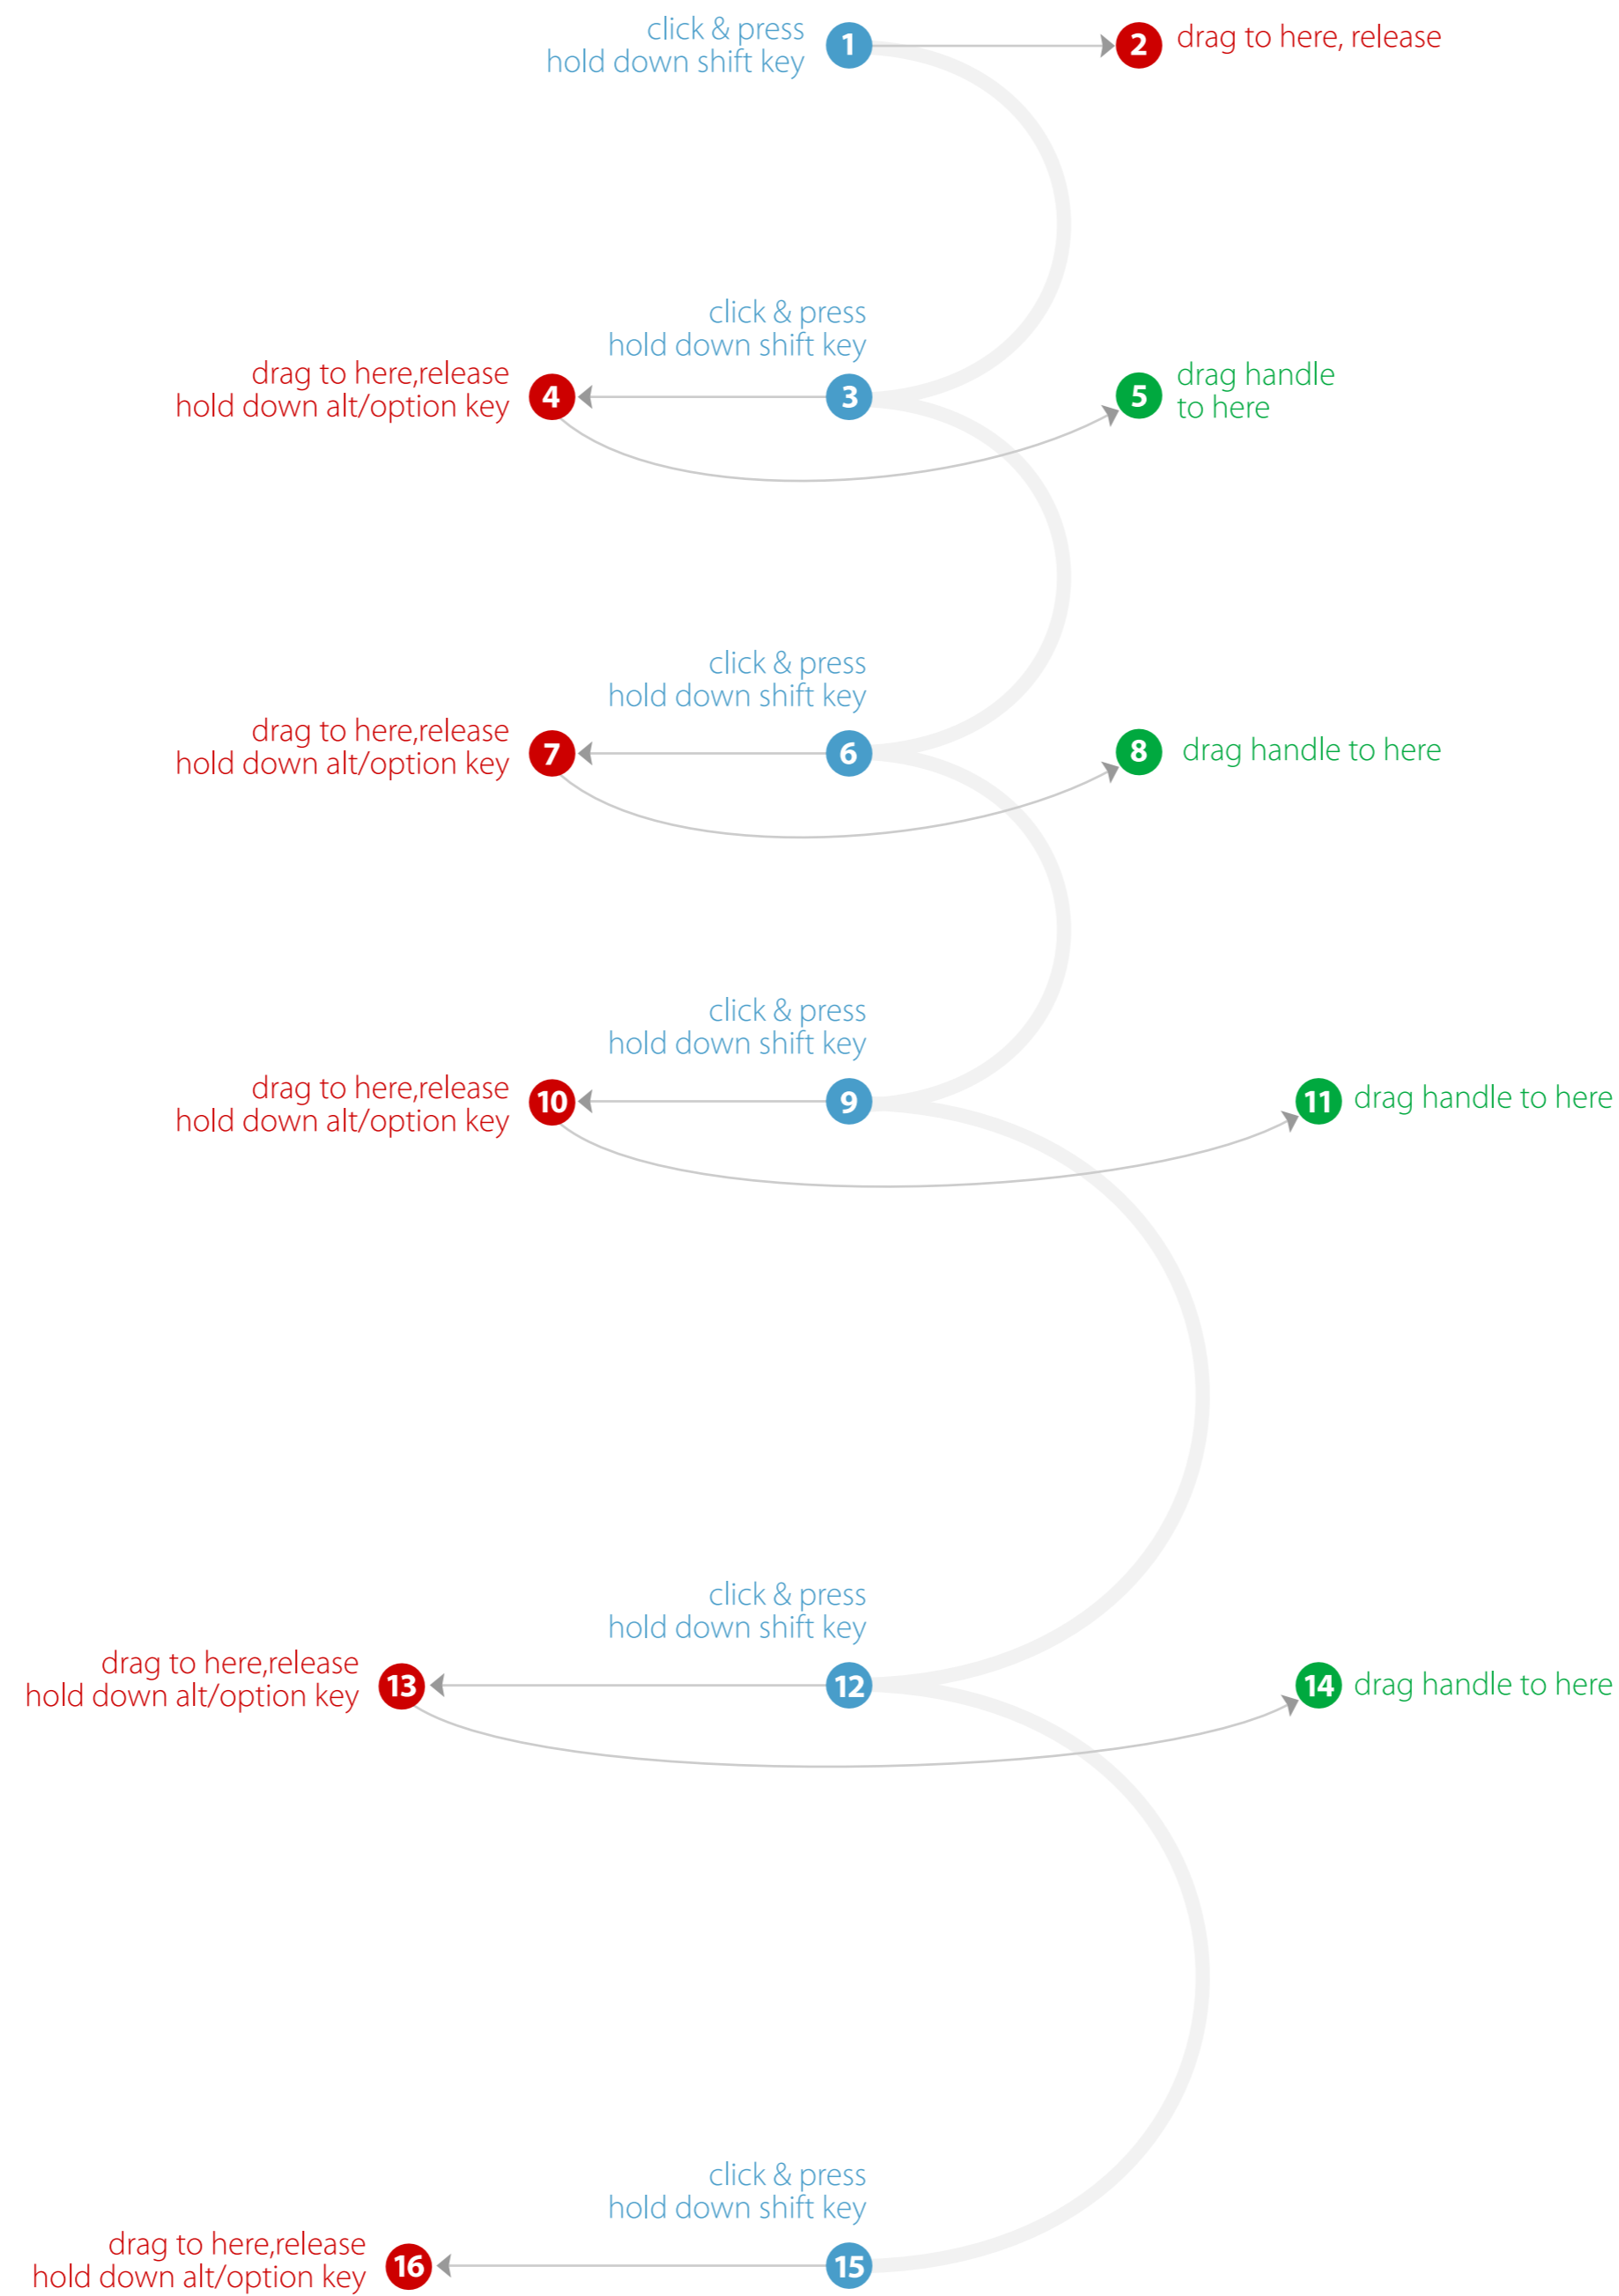 click & press
hold down shift key
1
2
drag to here, release
click & press
hold down shift key
drag to here,release
hold down alt/option key
4
3
5
drag handle
to here
click & press
hold down shift key
drag to here,release
hold down alt/option key
7
6
8
drag handle to here
click & press
hold down shift key
drag to here,release
hold down alt/option key
10
9
11
drag handle to here
click & press
hold down shift key
drag to here,release
hold down alt/option key
13
12
14
drag handle to here
click & press
hold down shift key
drag to here,release
hold down alt/option key
16
15